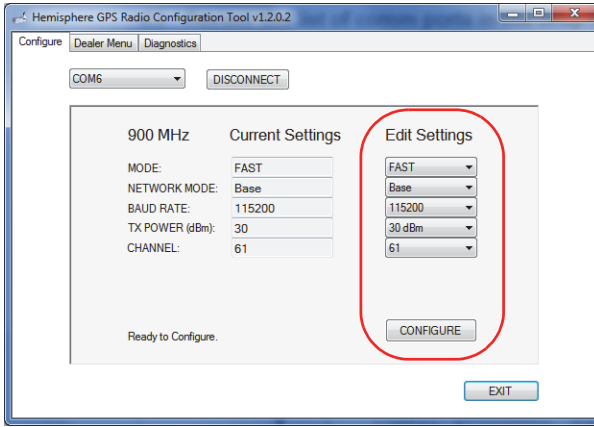 Hemisphere GPS Radio Configuration Tool v1.2.0.2
Configure Dealer Menu Diagnostics
COM6 DISCONNECT
900 MHz Current Settings Edit Settings
MODE: FAST FAST
NETWORK MODE: Base Base
BAUD RATE: 115200 115200
TX POWER (dBm): 30 30 dBm
CHANNEL: 61 61
Ready to Configure. CONFIGURE
EXIT